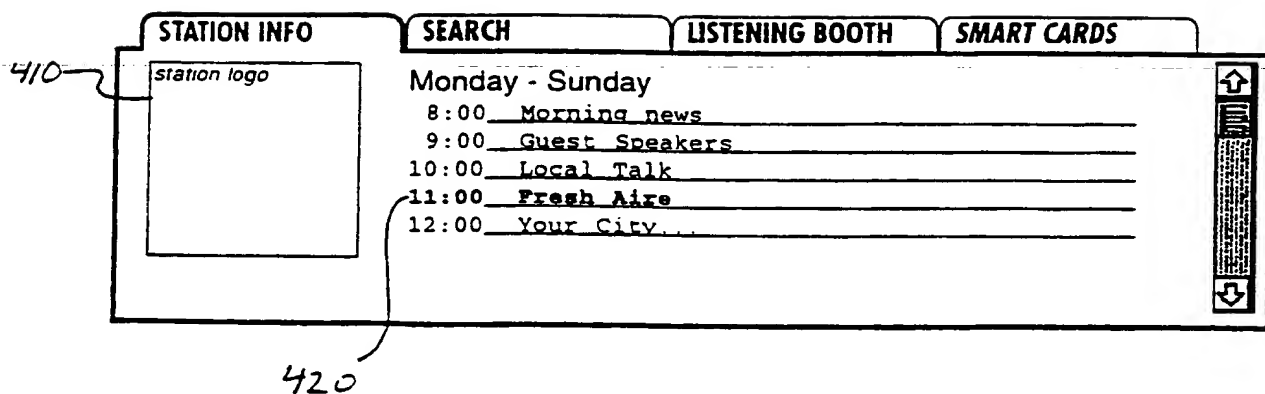 STATION INFO SEARCH LISTENING BOOTH SMART CARDS
410 station logo Monday - Sunday
8:00 Morning news
9:00 Guest Speakers
10:00 Local Talk
11:00 Fresh Aire
12:00 Your City...
420